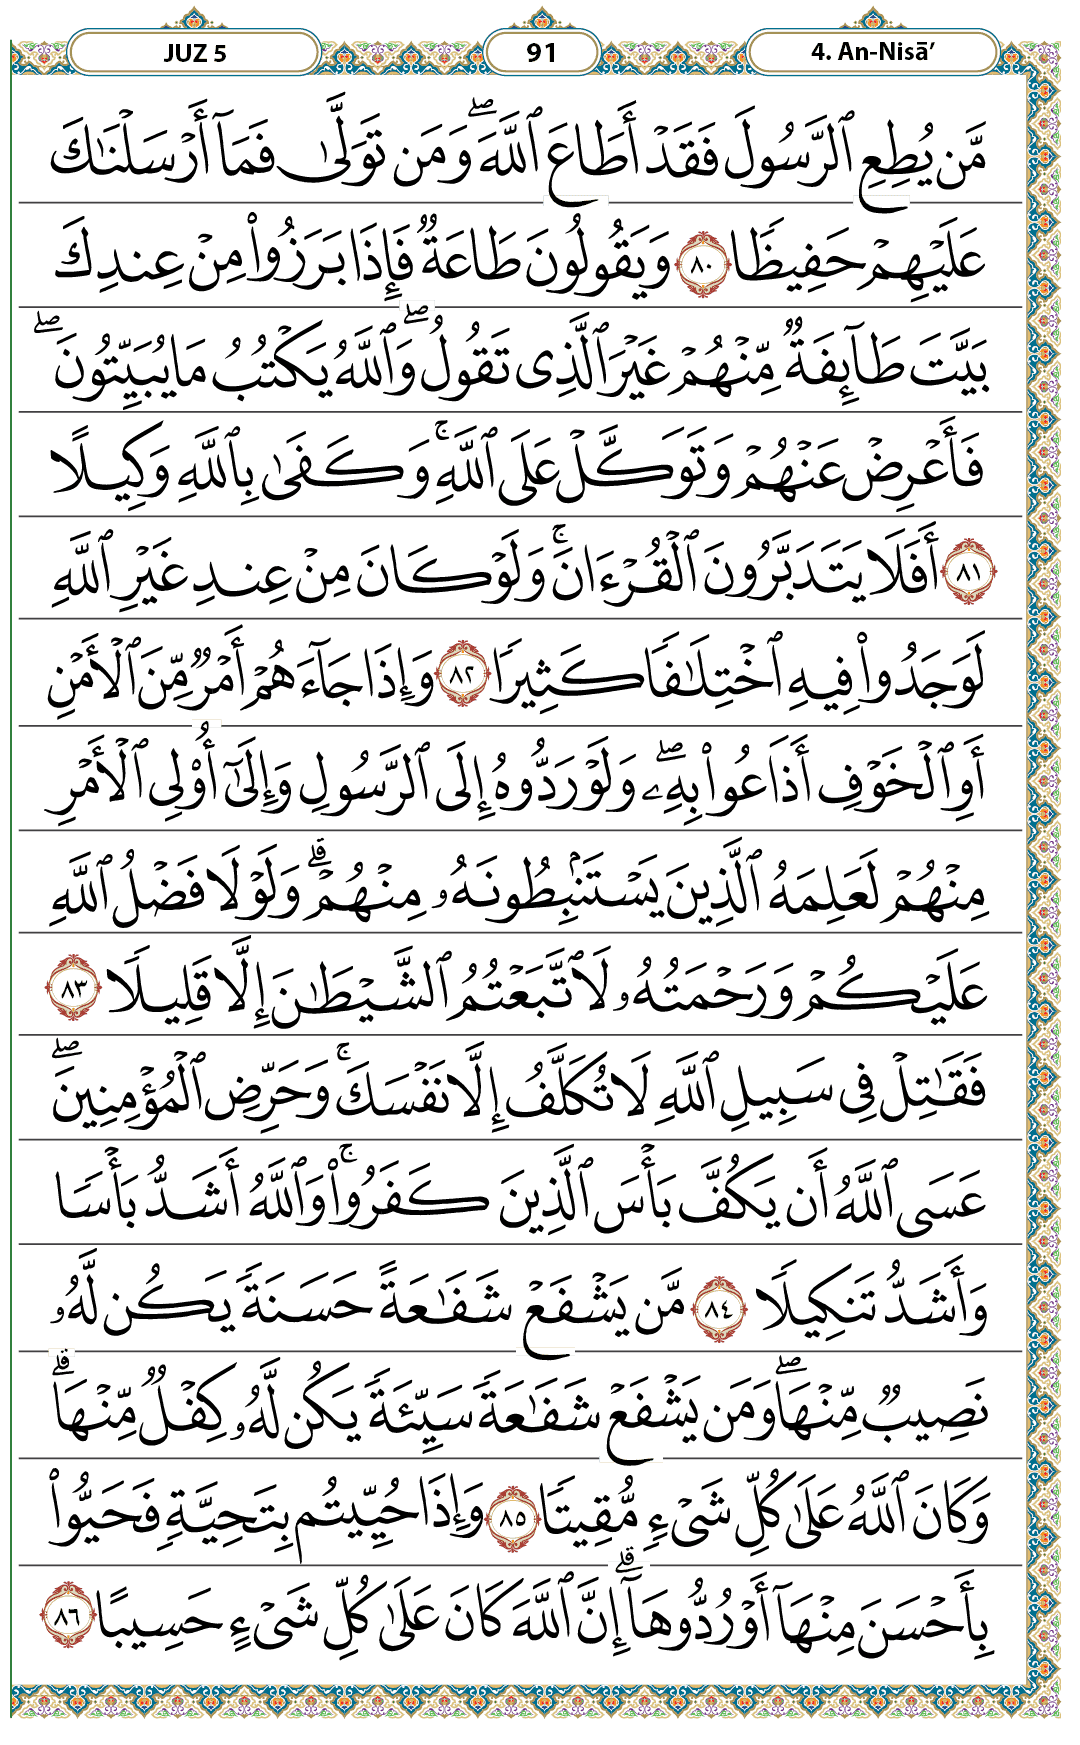 JUZ 5
91
4. An-Nisā’
مَّن يُطِعِ ٱلرَّسُولَ فَقَدْ أَطَاعَ ٱللَّهَ ۖ وَمَن تَوَلَّىٰ فَمَآ أَرْسَلْنَـٰكَ
عَلَيْهِمْ حَفِيظًا ٨٠ وَيَقُولُونَ طَاعَةٌ فَإِذَا بَرَزُوا۟ مِنْ عِندِكَ
بَيَّتَ طَآئِفَةٌ مِّنْهُمْ غَيْرَ ٱلَّذِى تَقُولُ ۖ وَٱللَّهُ يَكْتُبُ مَا يُبَيِّتُونَ ۖ
فَأَعْرِضْ عَنْهُمْ وَتَوَكَّلْ عَلَى ٱللَّهِ ۚ وَكَفَىٰ بِٱللَّهِ وَكِيلًا
٨١ أَفَلَا يَتَدَبَّرُونَ ٱلْقُرْءَانَ ۚ وَلَوْ كَانَ مِنْ عِندِ غَيْرِ ٱللَّهِ
لَوَجَدُوا۟ فِيهِ ٱخْتِلَـٰفًا كَثِيرًا ٨٢ وَإِذَا جَآءَهُمْ أَمْرٌ مِّنَ ٱلْأَمْنِ
أَوِ ٱلْخَوْفِ أَذَاعُوا۟ بِهِۦ ۖ وَلَوْ رَدُّوهُ إِلَى ٱلرَّسُولِ وَإِلَىٰٓ أُو۟لِى ٱلْأَمْرِ
مِنْهُمْ لَعَلِمَهُ ٱلَّذِينَ يَسْتَنۢبِطُونَهُۥ مِنْهُمْ ۗ وَلَوْلَا فَضْلُ ٱللَّهِ
عَلَيْكُمْ وَرَحْمَتُهُۥ لَٱتَّبَعْتُمُ ٱلشَّيْطَـٰنَ إِلَّا قَلِيلًا ٨٣
فَقَـٰتِلْ فِى سَبِيلِ ٱللَّهِ لَا تُكَلَّفُ إِلَّا نَفْسَكَ ۚ وَحَرِّضِ ٱلْمُؤْمِنِينَ ۖ
عَسَى ٱللَّهُ أَن يَكُفَّ بَأْسَ ٱلَّذِينَ كَفَرُوا۟ ۚ وَٱللَّهُ أَشَدُّ بَأْسًا
وَأَشَدُّ تَنكِيلًا ٨٤ مَّن يَشْفَعْ شَفَـٰعَةً حَسَنَةً يَكُن لَّهُۥ
نَصِيبٌ مِّنْهَا ۖ وَمَن يَشْفَعْ شَفَـٰعَةً سَيِّئَةً يَكُن لَّهُۥ كِفْلٌ مِّنْهَا ۗ
وَكَانَ ٱللَّهُ عَلَىٰ كُلِّ شَىْءٍ مُّقِيتًا ٨٥ وَإِذَا حُيِّيتُم بِتَحِيَّةٍ فَحَيُّوا۟
بِأَحْسَنَ مِنْهَآ أَوْ رُدُّوهَآ ۗ إِنَّ ٱللَّهَ كَانَ عَلَىٰ كُلِّ شَىْءٍ حَسِيبًا ٨٦